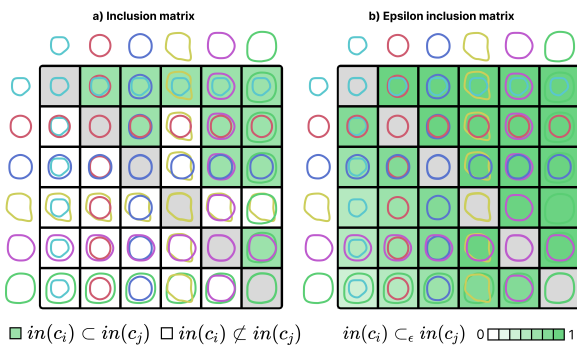 a) Inclusion matrix
b) Epsilon inclusion matrix
in(c_i) ⊂ in(c_j) in(c_i) ⊄ in(c_j)
in(c_i) ⊂_ϵ in(c_j) 0 1